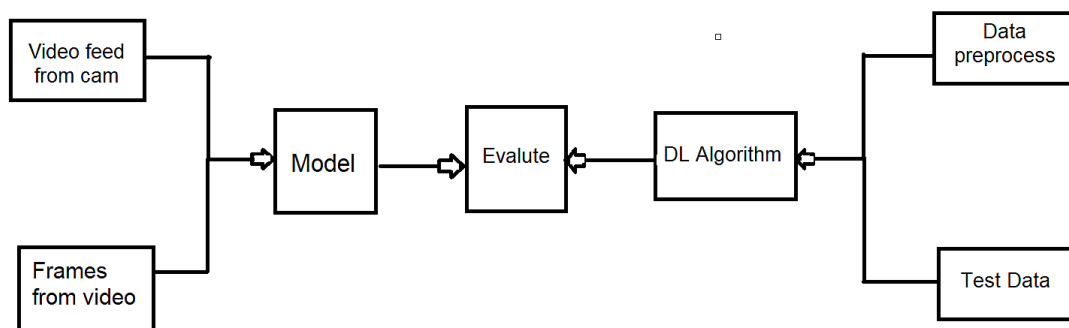 Video feed
from cam
Frames
from video
Model
Evalute
DL Algorithm
Data
preprocess
Test Data